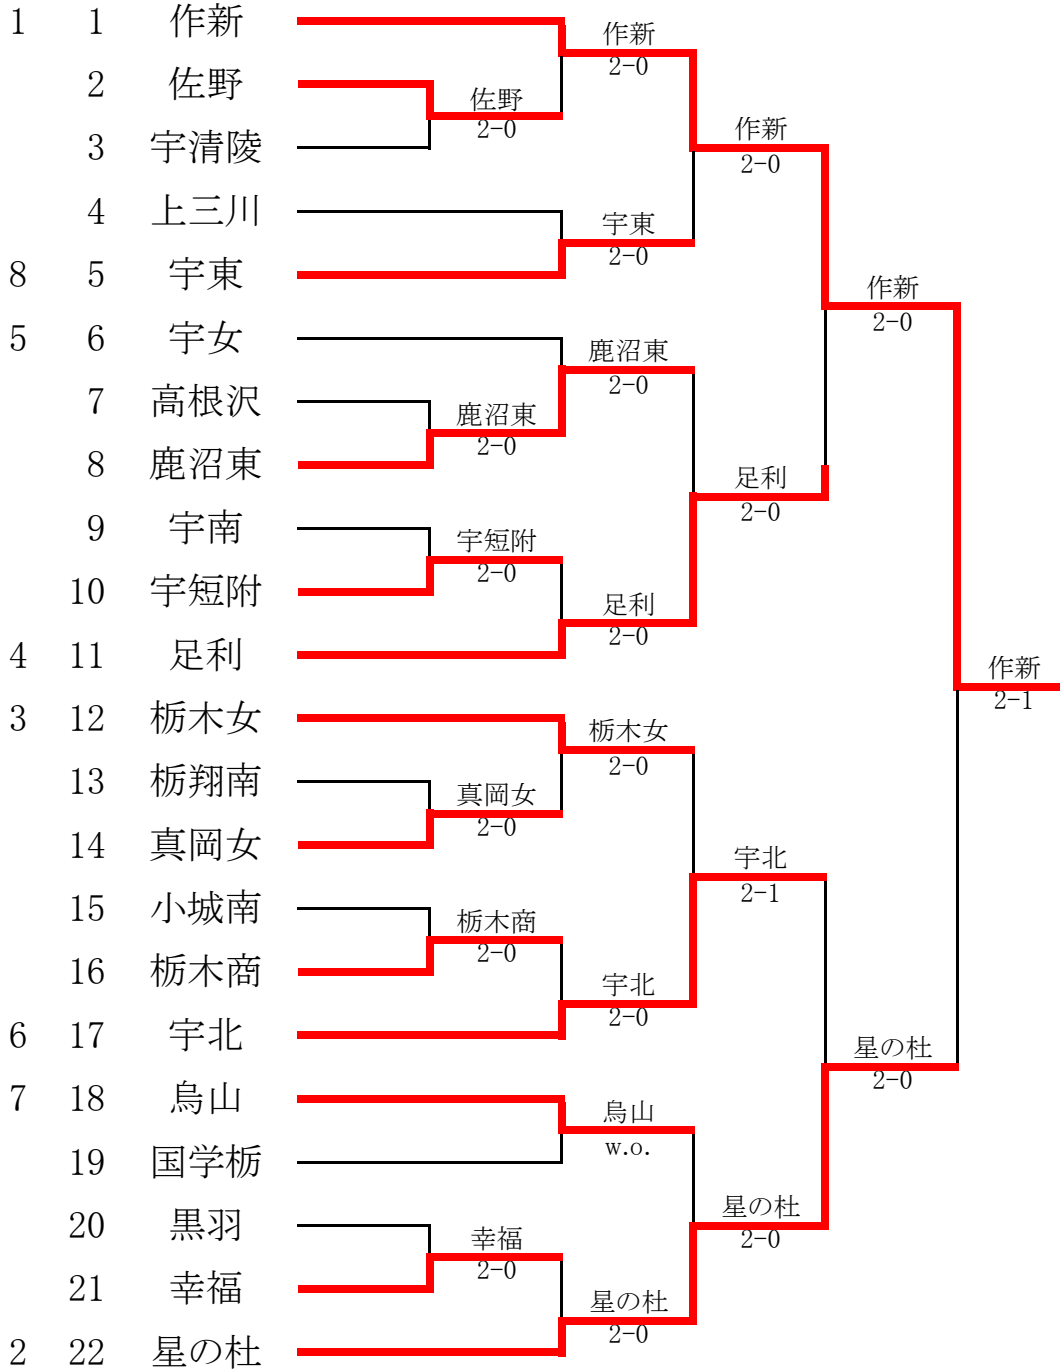 1 1 作新
作新
2-0
2 佐野
佐野
2-0
作新
2-0
3 宇清陵
4 上三川
宇東
2-0
8 5 宇東
作新
2-0
5 6 宇女
鹿沼東
2-0
7 高根沢
鹿沼東
2-0
8 鹿沼東
足利
2-0
9 宇南
宇短附
2-0
10 宇短附
足利
2-0
4 11 足利
作新
2-1
3 12 栃木女
栃木女
2-0
13 栃翔南
真岡女
2-0
14 真岡女
宇北
2-1
15 小城南
栃木商
2-0
16 栃木商
宇北
2-0
6 17 宇北
星の杜
2-0
7 18 烏山
烏山
w.o.
19 国学栃
星の杜
2-0
20 黒羽
幸福
2-0
21 幸福
星の杜
2-0
2 22 星の杜